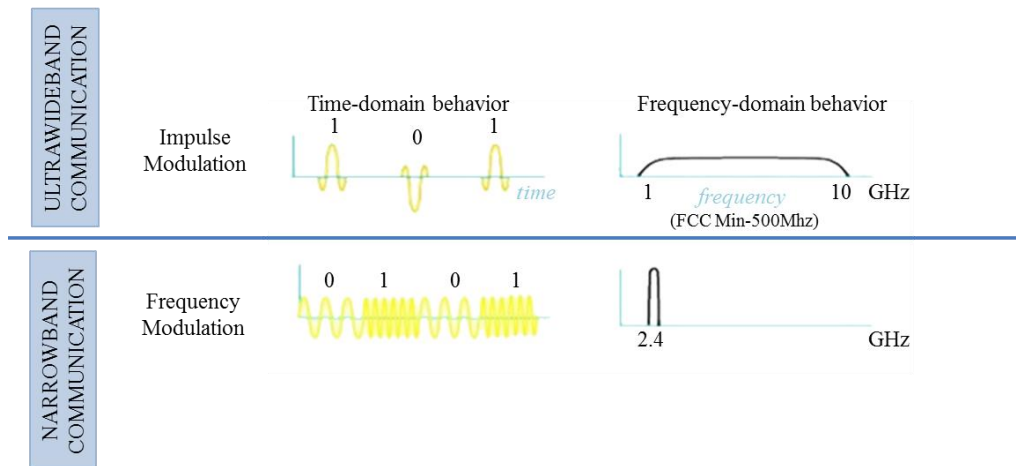 ULTRAWIDEBAND
COMMUNICATION
Time-domain behavior
Frequency-domain behavior
Impulse
Modulation
1
0
1
time
1
frequency
10
GHz
(FCC Min-500Mhz)
NARROWBAND
COMMUNICATION
Frequency
Modulation
0
1
0
1
2.4
GHz